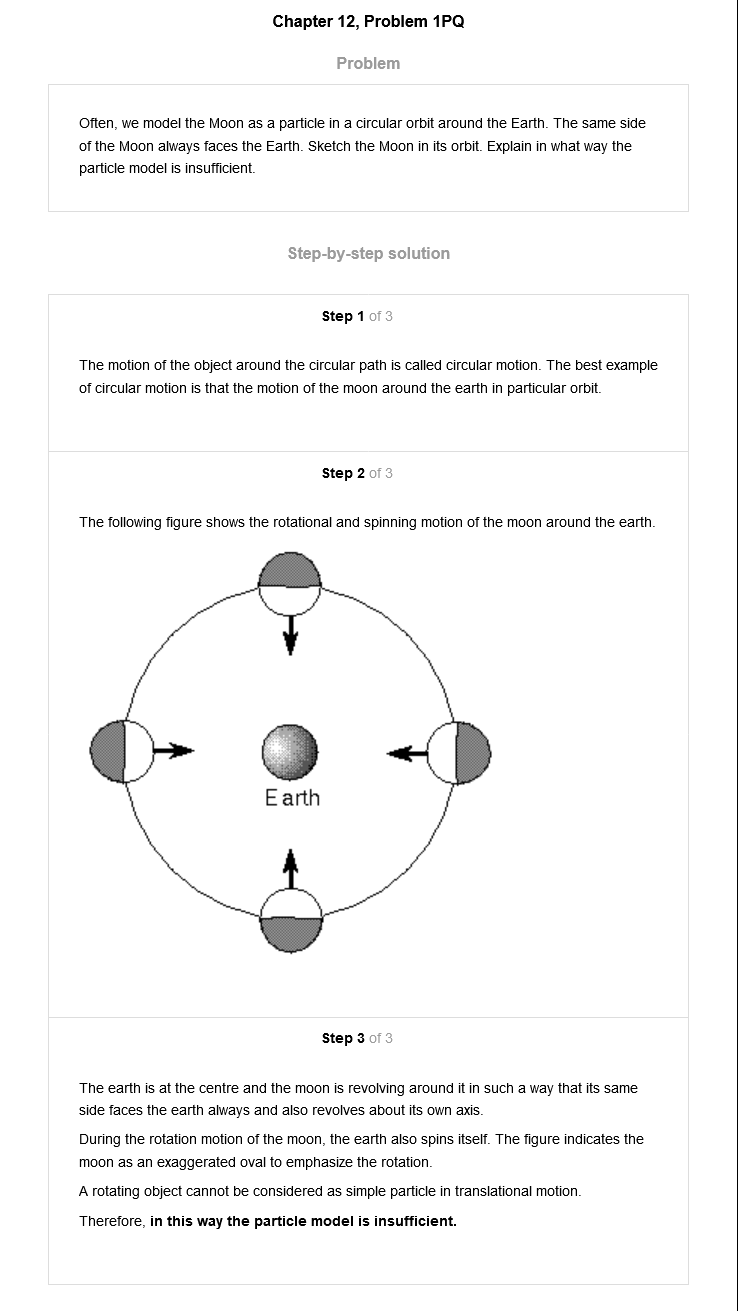 Chapter 12, Problem 1PQ
Problem
Often, we model the Moon as a particle in a circular orbit around the Earth. The same side
of the Moon always faces the Earth. Sketch the Moon in its orbit. Explain in what way the
particle model is insufficient.
Step-by-step solution
Step 1 of 3
The motion of the object around the circular path is called circular motion. The best example
of circular motion is that the motion of the moon around the earth in particular orbit.
Step 2 of 3
The following figure shows the rotational and spinning motion of the moon around the earth.
Earth
Step 3 of 3
The earth is at the centre and the moon is revolving around it in such a way that its same
side faces the earth always and also revolves about its own axis.
During the rotation motion of the moon, the earth also spins itself. The figure indicates the
moon as an exaggerated oval to emphasize the rotation.
A rotating object cannot be considered as simple particle in translational motion.
Therefore, in this way the particle model is insufficient.